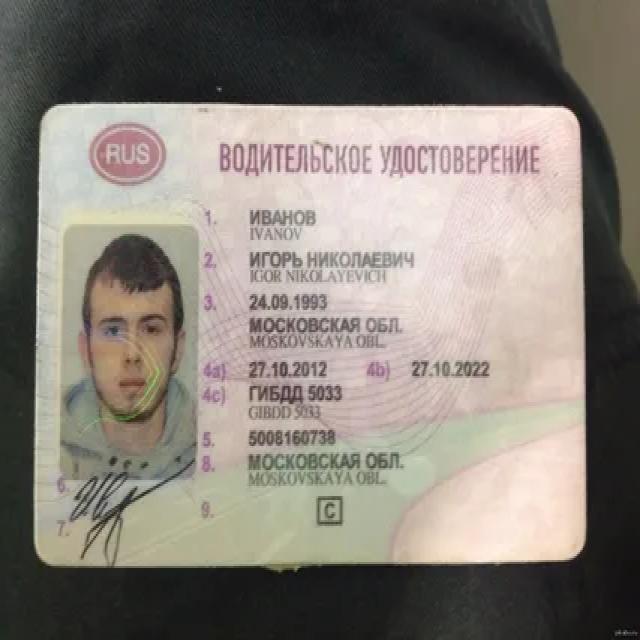 RUS
ВОДИТЕЛЬСКОЕ УДОСТОВЕРЕНИЕ
1. ИВАНОВ
IVANOV
2. ИГОРЬ НИКОЛАЕВИЧ
IGOR NIKOLAYEVICH
3. 24.09.1993
МОСКОВСКАЯ ОБЛ.
MOSKOVSKAYA OBL.
4a) 27.10.2012 4b) 27.10.2022
4c) ГИБДД 5033
GIBDD 5033
5. 5008160738
8. МОСКОВСКАЯ ОБЛ.
MOSKOVSKAYA OBL.
6.
7.
9. C